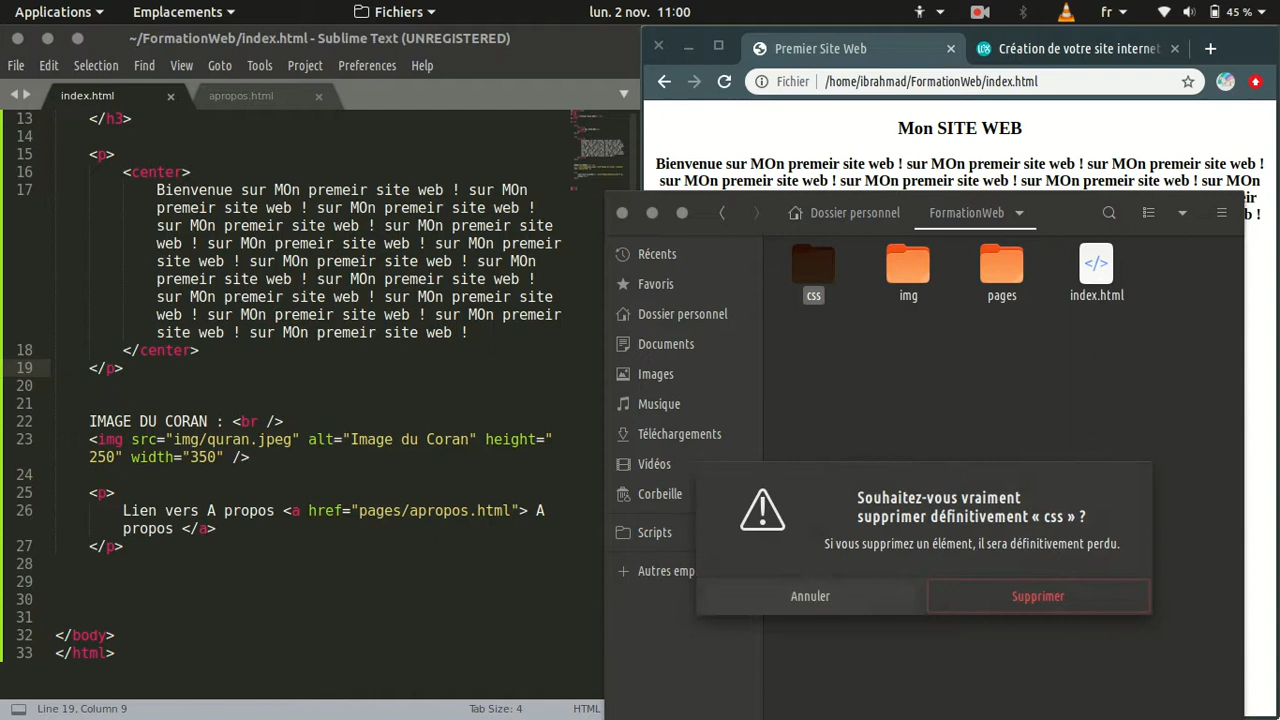 Applications
Emplacements
Fichiers
lun. 2 nov. 11:00
fr
45 %
~/FormationWeb/index.html - Sublime Text (UNREGISTERED)
File Edit Selection Find View Goto Tools Project Preferences Help
index.html
apropos.html
13 </h3>
14
15 <p>
16 <center>
17 Bienvenue sur MOn premeir site web ! sur MOn
premeir site web ! sur MOn premeir site web !
sur MOn premeir site web ! sur MOn premeir site
web ! sur MOn premeir site web ! sur MOn premeir
site web ! sur MOn premeir site web ! sur MOn
premeir site web ! sur MOn premeir site web !
sur MOn premeir site web ! sur MOn premeir site
web ! sur MOn premeir site web ! sur MOn premeir
site web ! sur MOn premeir site web !
18 </center>
19 </p>
20
21
22 IMAGE DU CORAN : <br />
23 <img src="img/quran.jpeg" alt="Image du Coran" height="
250" width="350" />
24
25 <p>
26 Lien vers A propos <a href="pages/apropos.html"> A
propos </a>
27 </p>
28
29
30
31
32 </body>
33 </html>
Line 19, Column 9
Tab Size: 4
HTML
Premier Site Web
Création de votre site internet
Fichier
/home/ibrahmad/FormationWeb/index.html
Mon SITE WEB
Bienvenue sur MOn premeir site web ! sur MOn premeir site web ! sur MOn premeir site web !
sur MOn premeir site web ! sur MOn premeir site web ! sur MOn premeir site web ! sur MOn
eir
b !
Dossier personnel
FormationWeb
Récents
Favoris
Dossier personnel
Documents
Images
Musique
Téléchargements
Vidéos
Corbeille
Scripts
Autres emp
css
img
pages
index.html
Souhaitez-vous vraiment
supprimer définitivement « css » ?
Si vous supprimez un élément, il sera définitivement perdu.
Annuler
Supprimer